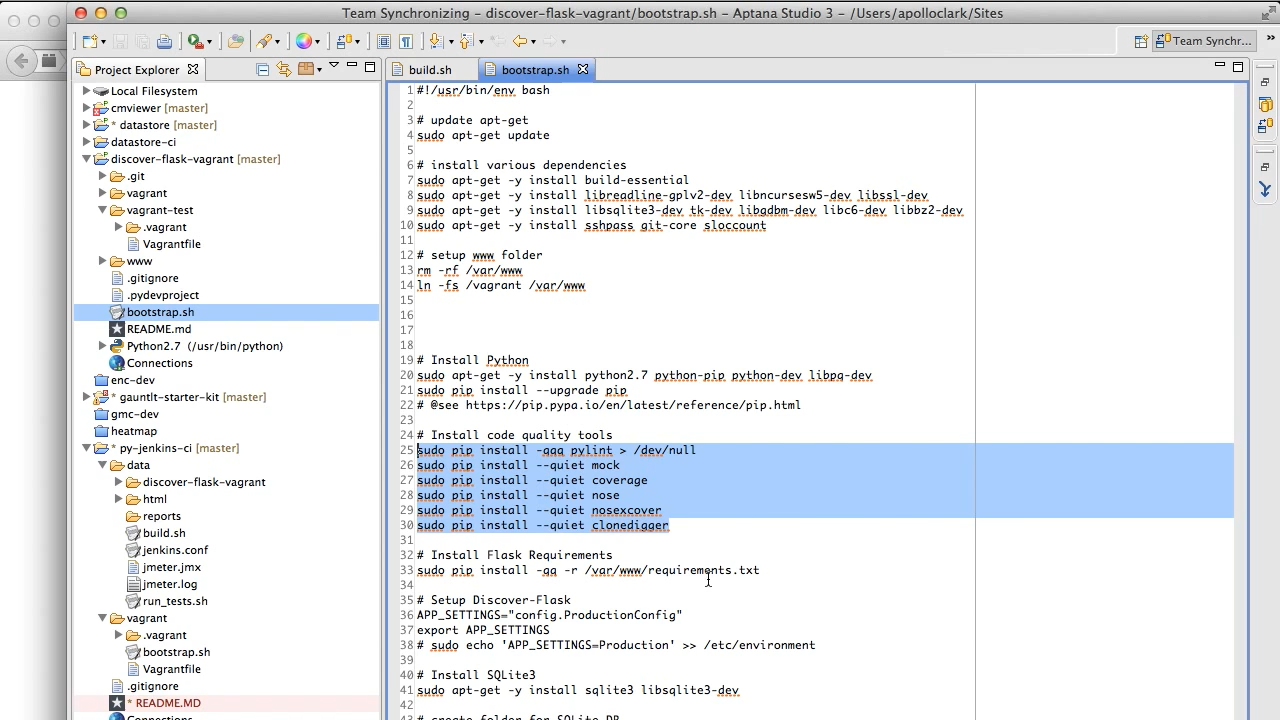 Team Synchronizing - discover-flask-vagrant/bootstrap.sh - Aptana Studio 3 - /Users/apolloclark/Sites
Team Synchr...
Project Explorer
Local Filesystem
cmviewer [master]
* datastore [master]
datastore-ci
discover-flask-vagrant [master]
.git
vagrant
vagrant-test
.vagrant
Vagrantfile
www
.gitignore
.pydevproject
bootstrap.sh
README.md
Python2.7 (/usr/bin/python)
Connections
enc-dev
* gauntlt-starter-kit [master]
gmc-dev
heatmap
* py-jenkins-ci [master]
data
discover-flask-vagrant
html
reports
build.sh
jenkins.conf
jmeter.jmx
jmeter.log
run_tests.sh
vagrant
.vagrant
bootstrap.sh
Vagrantfile
.gitignore
* README.MD
Connections
build.sh
bootstrap.sh
1 #!/usr/bin/env bash
2
3 # update apt-get
4 sudo apt-get update
5
6 # install various dependencies
7 sudo apt-get -y install build-essential
8 sudo apt-get -y install libreadline-gplv2-dev libncursesw5-dev libssl-dev
9 sudo apt-get -y install libsqlite3-dev tk-dev libgdbm-dev libc6-dev libbz2-dev
10 sudo apt-get -y install sshpass git-core sloccount
11
12 # setup www folder
13 rm -rf /var/www
14 ln -fs /vagrant /var/www
15
16
17
18
19 # Install Python
20 sudo apt-get -y install python2.7 python-pip python-dev libpq-dev
21 sudo pip install --upgrade pip
22 # @see https://pip.pypa.io/en/latest/reference/pip.html
23
24 # Install code quality tools
25 sudo pip install -qqq pylint > /dev/null
26 sudo pip install --quiet mock
27 sudo pip install --quiet coverage
28 sudo pip install --quiet nose
29 sudo pip install --quiet nosexcover
30 sudo pip install --quiet clonedigger
31
32 # Install Flask Requirements
33 sudo pip install -qq -r /var/www/requirements.txt
34
35 # Setup Discover-Flask
36 APP_SETTINGS="config.ProductionConfig"
37 export APP_SETTINGS
38 # sudo echo 'APP_SETTINGS=Production' >> /etc/environment
39
40 # Install SQLite3
41 sudo apt-get -y install sqlite3 libsqlite3-dev
42
43 # create folder for SQLite DB